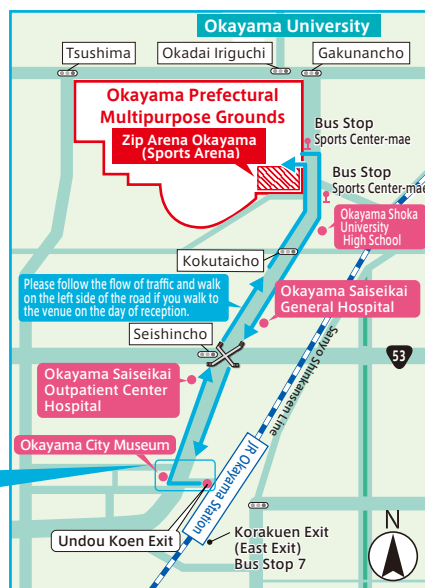 Okayama University
Tsushima
Okadai Iriguchi
Gakunancho
Okayama Prefectural
Multipurpose Grounds
Zip Arena Okayama
(Sports Arena)
Bus Stop
Sports Center-mae
Bus Stop
Sports Center-mae
Okayama Shoka
University
High School
Kokutaicho
Please follow the flow of traffic and walk
on the left side of the road if you walk to
the venue on the day of reception.
Okayama Saiseikai
General Hospital
Seishincho
Sanyo Shinkansen Line
53
Okayama Saiseikai
Outpatient Center
Hospital
Okayama City Museum
JR Okayama Station
Undou Koen Exit
Korakuen Exit
(East Exit)
Bus Stop 7
N